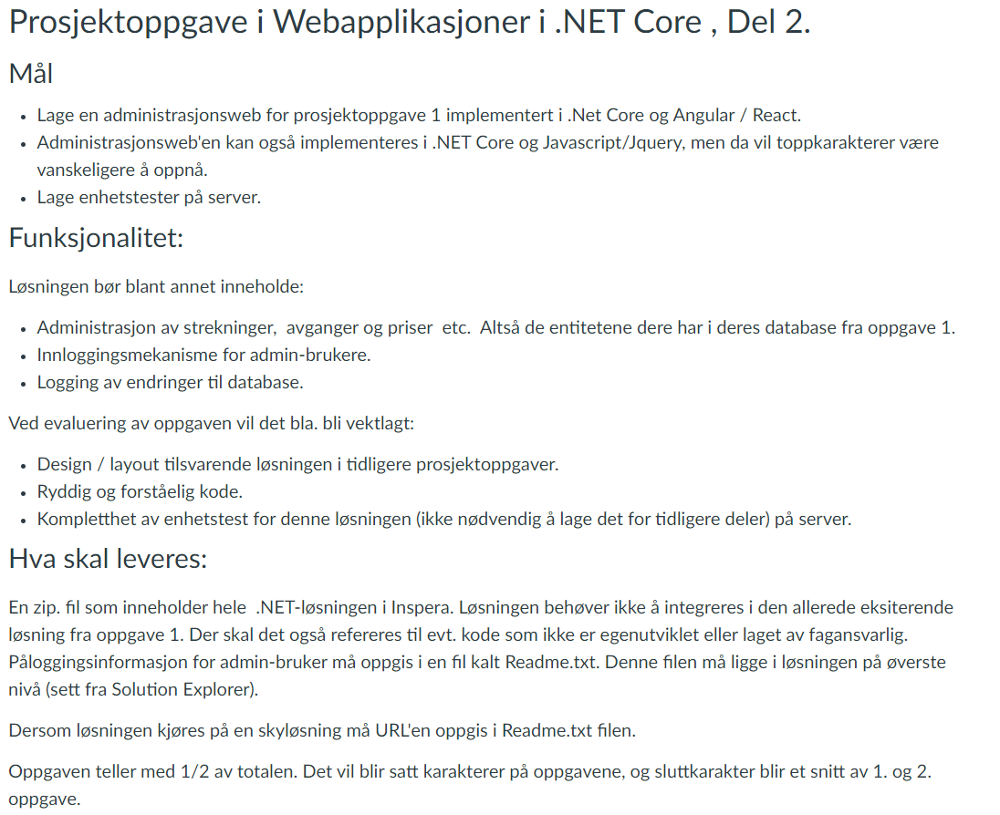 Prosjektoppgave i Webapplikasjoner i .NET Core , Del 2.
Mål
• Lage en administrasjonsweb for prosjektoppgave 1 implementert i .Net Core og Angular / React.
• Administrasjonsweb'en kan også implementeres i .NET Core og Javascript/Jquery, men da vil toppkarakterer være
vanskeligere å oppnå.
• Lage enhetstester på server.
Funksjonalitet:
Løsningen bør blant annet inneholde:
• Administrasjon av strekninger,  avganger og priser  etc.  Altså de entitetene dere har i deres database fra oppgave 1.
• Innloggingsmekanisme for admin-brukere.
• Logging av endringer til database.
Ved evaluering av oppgaven vil det bla. bli vektlagt:
• Design / layout tilsvarende løsningen i tidligere prosjektoppgaver.
• Ryddig og forståelig kode.
• Kompletthet av enhetstest for denne løsningen (ikke nødvendig å lage det for tidligere deler) på server.
Hva skal leveres:
En zip. fil som inneholder hele  .NET-løsningen i Inspera. Løsningen behøver ikke å integreres i den allerede eksiterende
løsning fra oppgave 1. Der skal det også refereres til evt. kode som ikke er egenutviklet eller laget av fagansvarlig.
Påloggingsinformasjon for admin-bruker må oppgis i en fil kalt Readme.txt. Denne filen må ligge i løsningen på øverste
nivå (sett fra Solution Explorer).
Dersom løsningen kjøres på en skyløsning må URL'en oppgis i Readme.txt filen.
Oppgaven teller med 1/2 av totalen. Det vil blir satt karakterer på oppgavene, og sluttkarakter blir et snitt av 1. og 2.
oppgave.